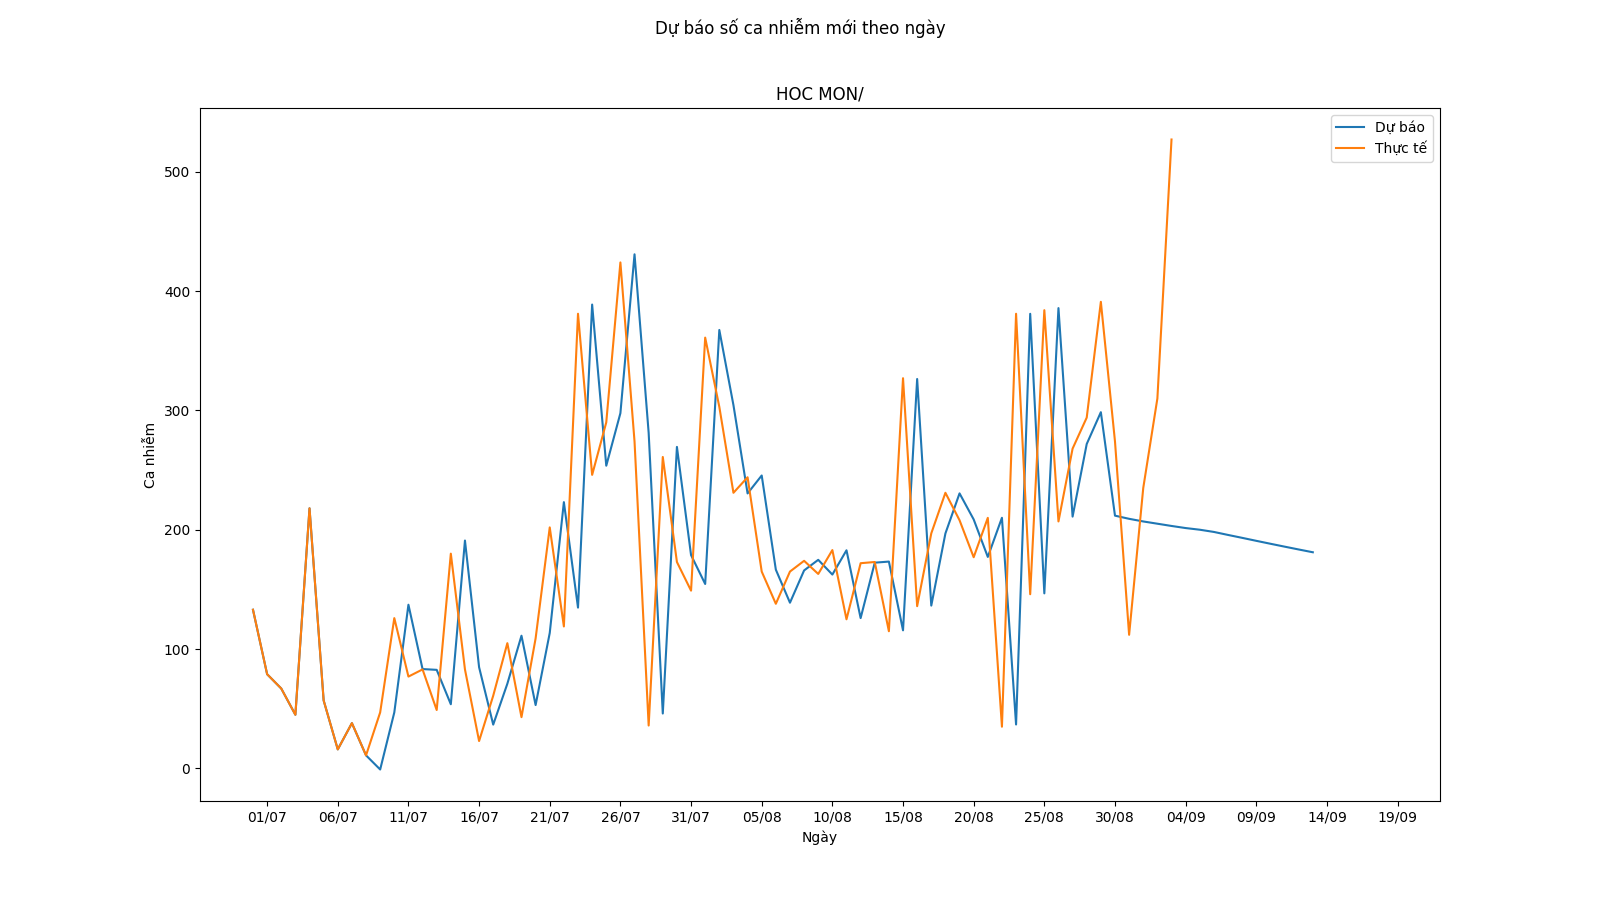 Dự báo số ca nhiễm mới theo ngày
HOC MON/
Dự báo
Thực tế
500
400
300
200
100
0
Ca nhiễm
01/07 06/07 11/07 16/07 21/07 26/07 31/07 05/08 10/08 15/08 20/08 25/08 30/08 04/09 09/09 14/09 19/09
Ngày